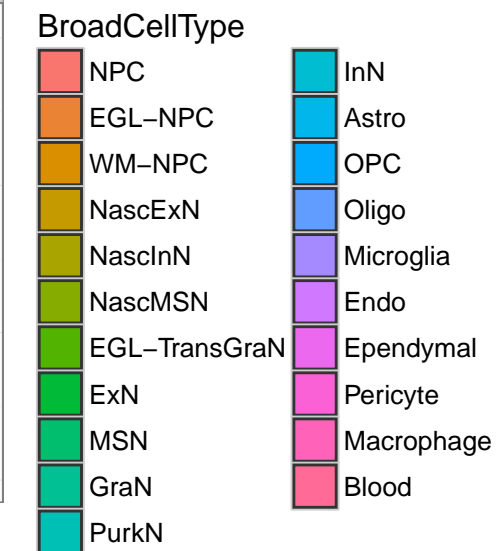 BroadCellType
NPC
EGL−NPC
WM−NPC
NascExN
NascInN
NascMSN
EGL−TransGraN
ExN
MSN
GraN
PurkN
InN
Astro
OPC
Oligo
Microglia
Endo
Ependymal
Pericyte
Macrophage
Blood